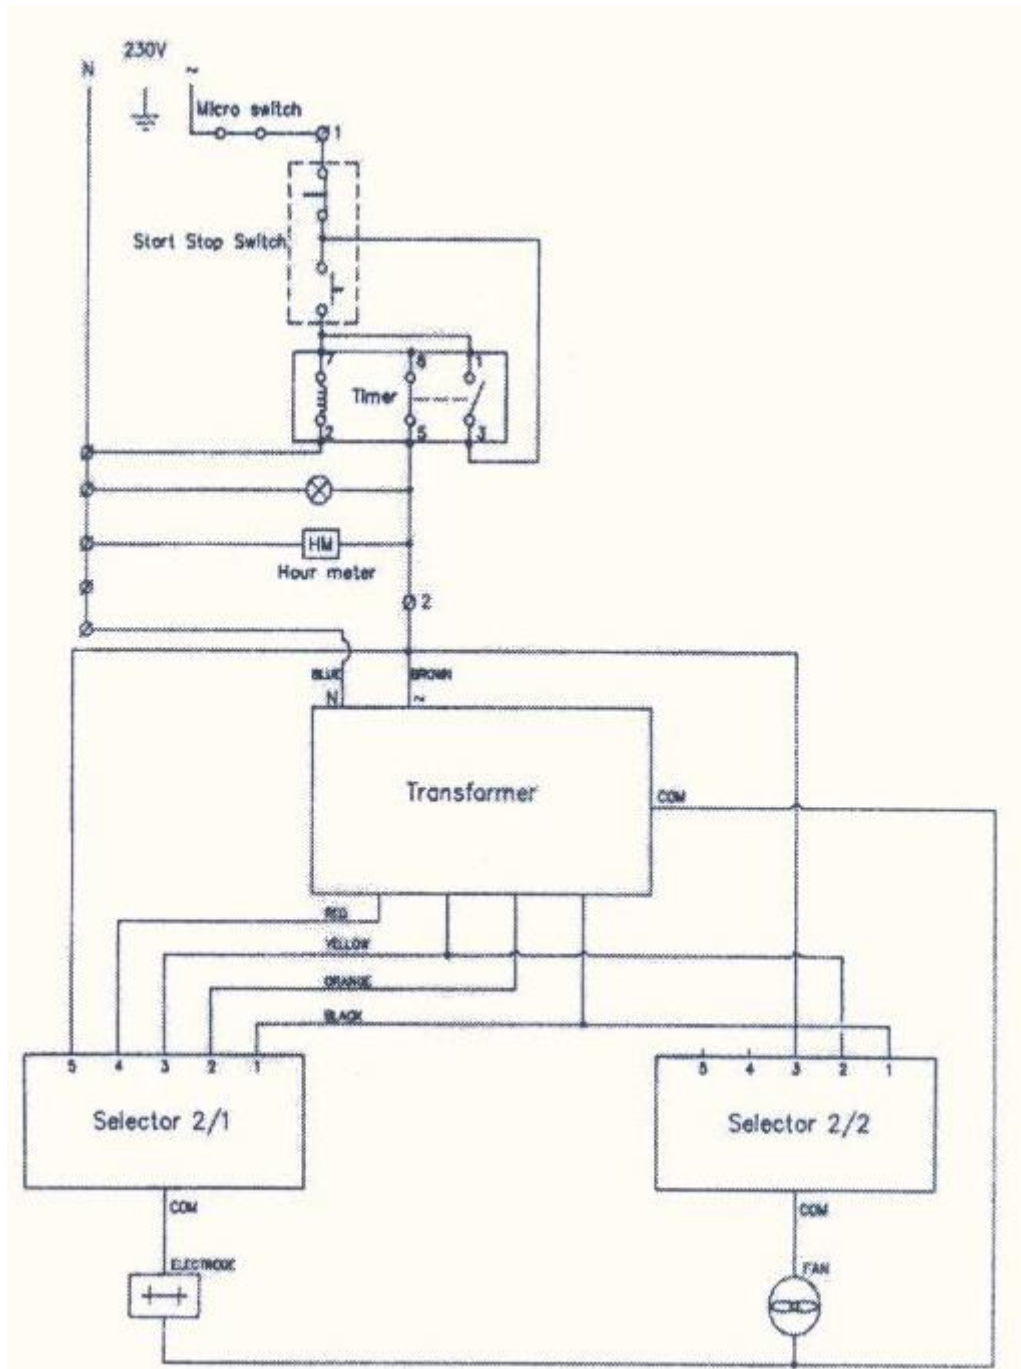 230V
N ~
Micro switch
1
Start Stop Switch
7 6 1
Timer
2 5 3
HM
Hour meter
2
BLUE BROWN
N ~
Transformer
COM
RED
YELLOW
ORANGE
BLACK
5 4 3 2 1
5 4 3 2 1
Selector 2/1
Selector 2/2
COM
COM
ELECTRODE
FAN